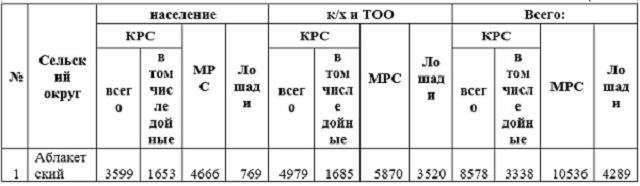 население к/х и ТОО Всего:
№ Сельский округ КРС МРС Лошади КРС МРС Лошади КРС МРС Лошади
всего в том числе дойные всего в том числе дойные всего в том числе дойные
1 Аблакетский 3599 1653 4666 769 4979 1685 5870 3520 8578 3338 10536 4289